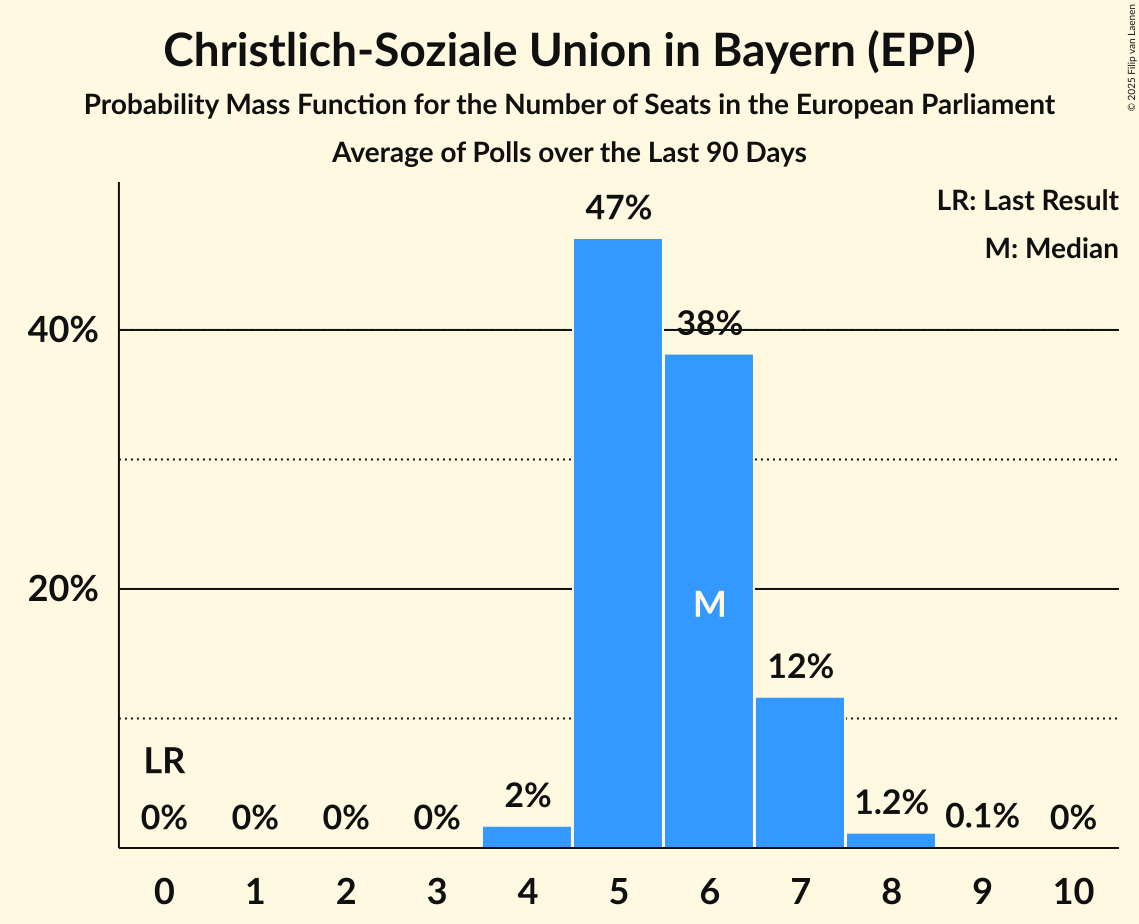 Christlich-Soziale Union in Bayern (EPP)
Probability Mass Function for the Number of Seats in the European Parliament
Average of Polls over the Last 90 Days
© 2025 Filip van Laenen
LR: Last Result
M: Median
47%
40%
38%
20%
M
12%
LR
0% 0% 0% 0% 2% 1.2% 0.1% 0%
0 1 2 3 4 5 6 7 8 9 10